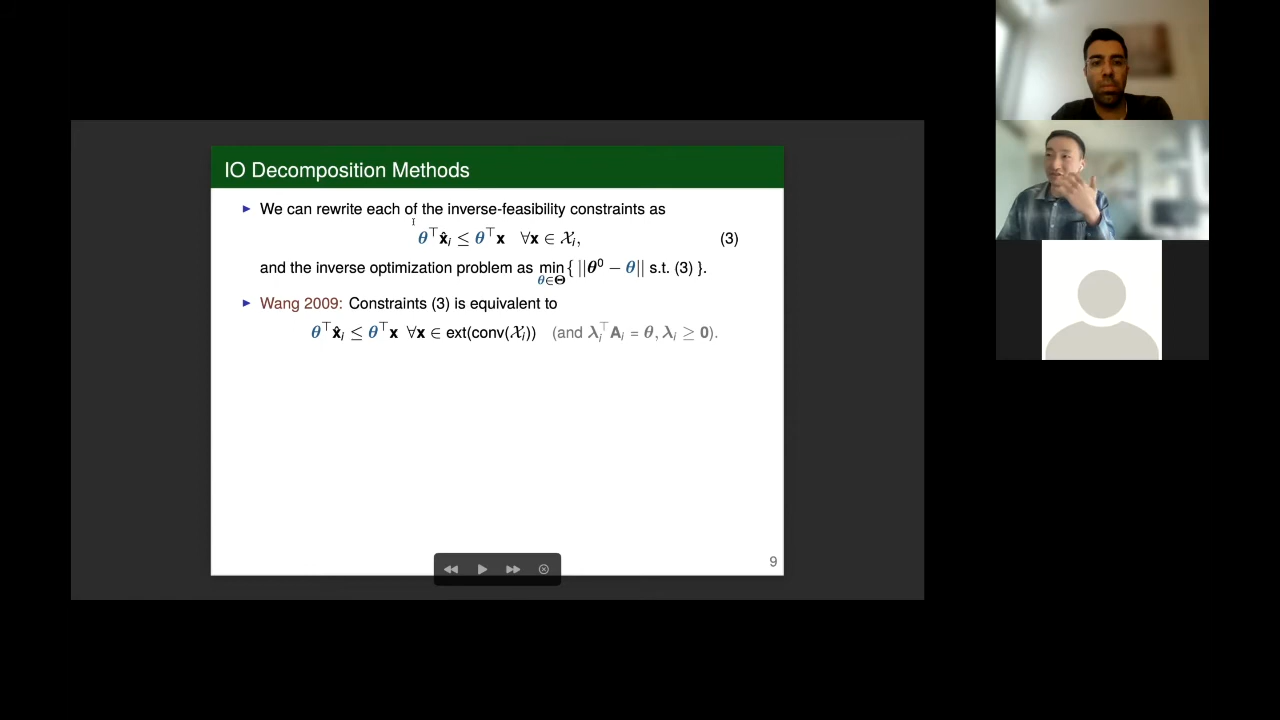 IO Decomposition Methods
► We can rewrite each of the inverse-feasibility constraints as
θ⊤x̂ᵢ ≤ θ⊤x ∀x ∈ 𝒳ᵢ, (3)
and the inverse optimization problem as min_{θ∈Θ}{ ||θ⁰ − θ|| s.t. (3) }.
► Wang 2009: Constraints (3) is equivalent to
θ⊤x̂ᵢ ≤ θ⊤x ∀x ∈ ext(conv(𝒳ᵢ)) (and λᵢ⊤Aᵢ = θ, λᵢ ≥ 0).
9